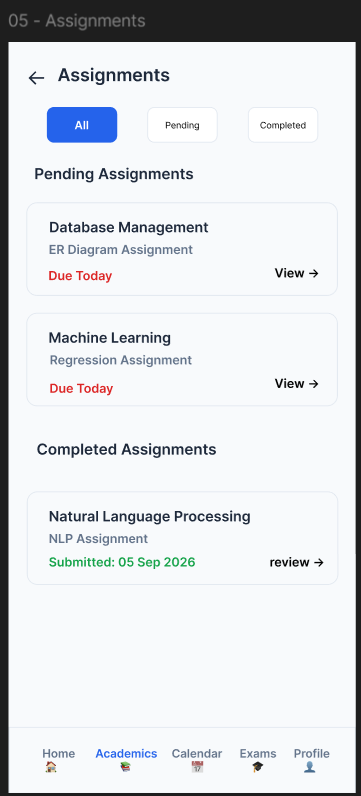 05 - Assignments
← Assignments
All Pending Completed
Pending Assignments
Database Management
ER Diagram Assignment
Due Today View →
Machine Learning
Regression Assignment
Due Today View →
Completed Assignments
Natural Language Processing
NLP Assignment
Submitted: 05 Sep 2026 review →
Home Academics Calendar Exams Profile